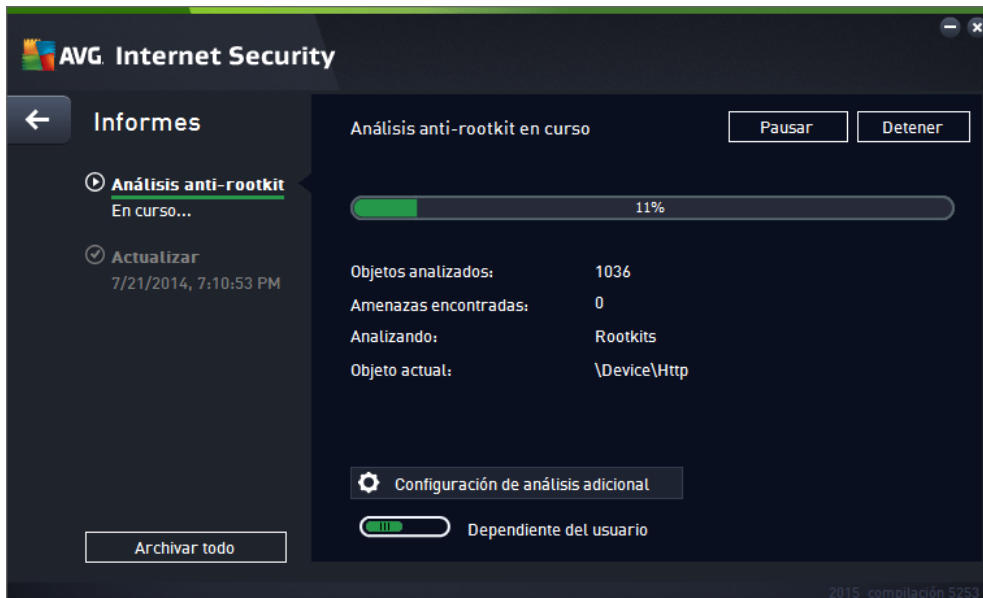 AVG. Internet Security
Informes
Análisis anti-rootkit
En curso...
Actualizar
7/21/2014, 7:10:53 PM
Archivar todo
Análisis anti-rootkit en curso
Pausar
Detener
11%
Objetos analizados: 1036
Amenazas encontradas: 0
Analizando: Rootkits
Objeto actual: \Device\Http
Configuración de análisis adicional
Dependiente del usuario
2015 compilación 5253